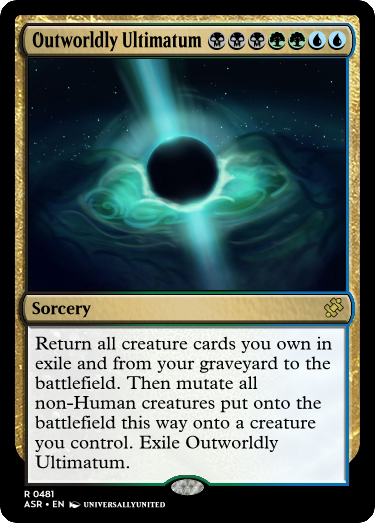 Outworldly Ultimatum
Sorcery
Return all creature cards you own in
exile and from your graveyard to the
battlefield. Then mutate all
non-Human creatures put onto the
battlefield this way onto a creature
you control. Exile Outworldly
Ultimatum.
R 0481
ASR • EN UNIVERSALLYUNITED